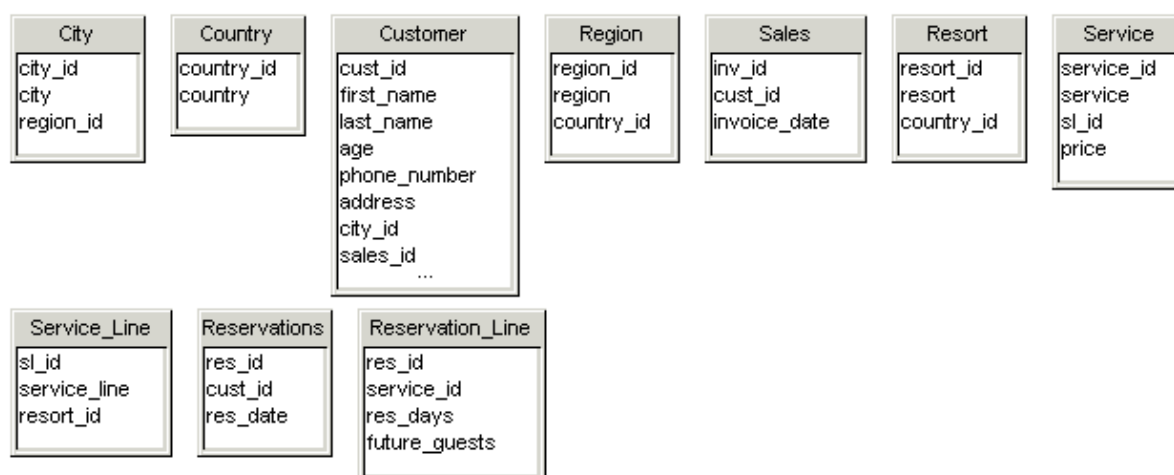 City
city_id
city
region_id
Country
country_id
country
Customer
cust_id
first_name
last_name
age
phone_number
address
city_id
sales_id
...
Region
region_id
region
country_id
Sales
inv_id
cust_id
invoice_date
Resort
resort_id
resort
country_id
Service
service_id
service
sl_id
price
Service_Line
sl_id
service_line
resort_id
Reservations
res_id
cust_id
res_date
Reservation_Line
res_id
service_id
res_days
future_guests